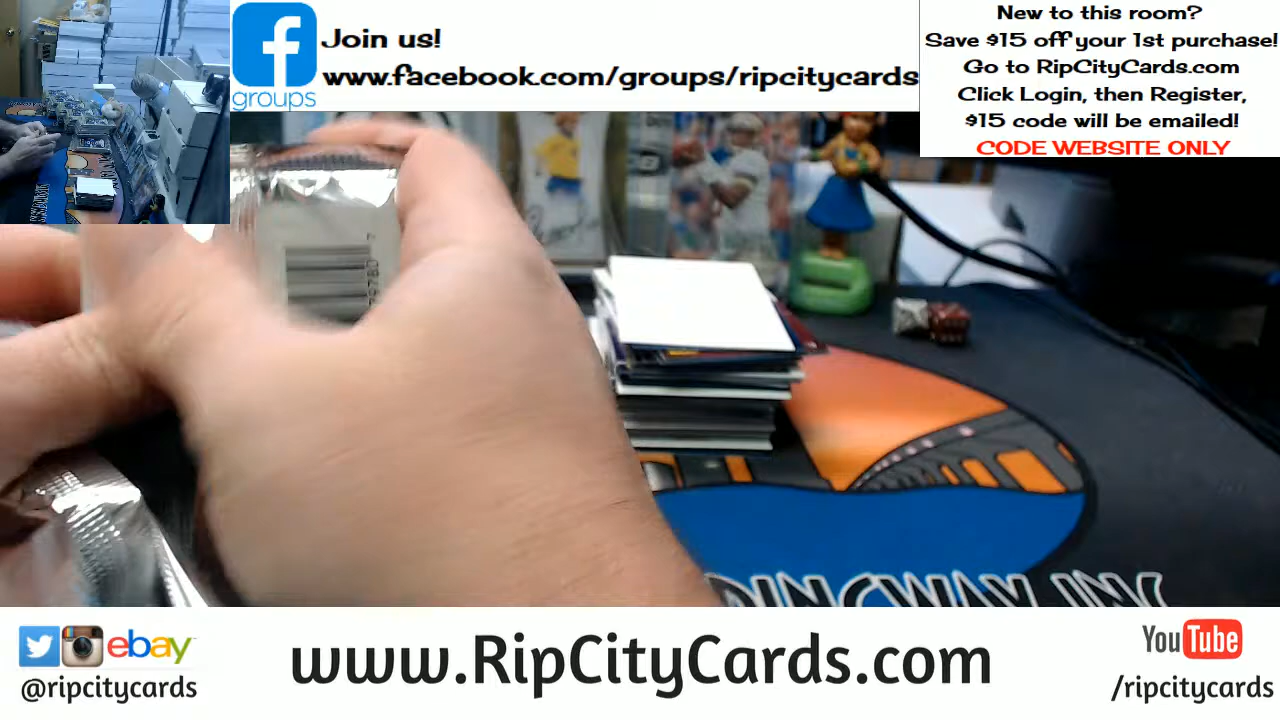 Join us!
www.facebook.com/groups/ripcitycards
groups
New to this room?
Save $15 off your 1st purchase!
Go to RipCityCards.com
Click Login, then Register,
$15 code will be emailed!
CODE WEBSITE ONLY
ebay
@ripcitycards
www.RipCityCards.com
YouTube
/ripcitycards